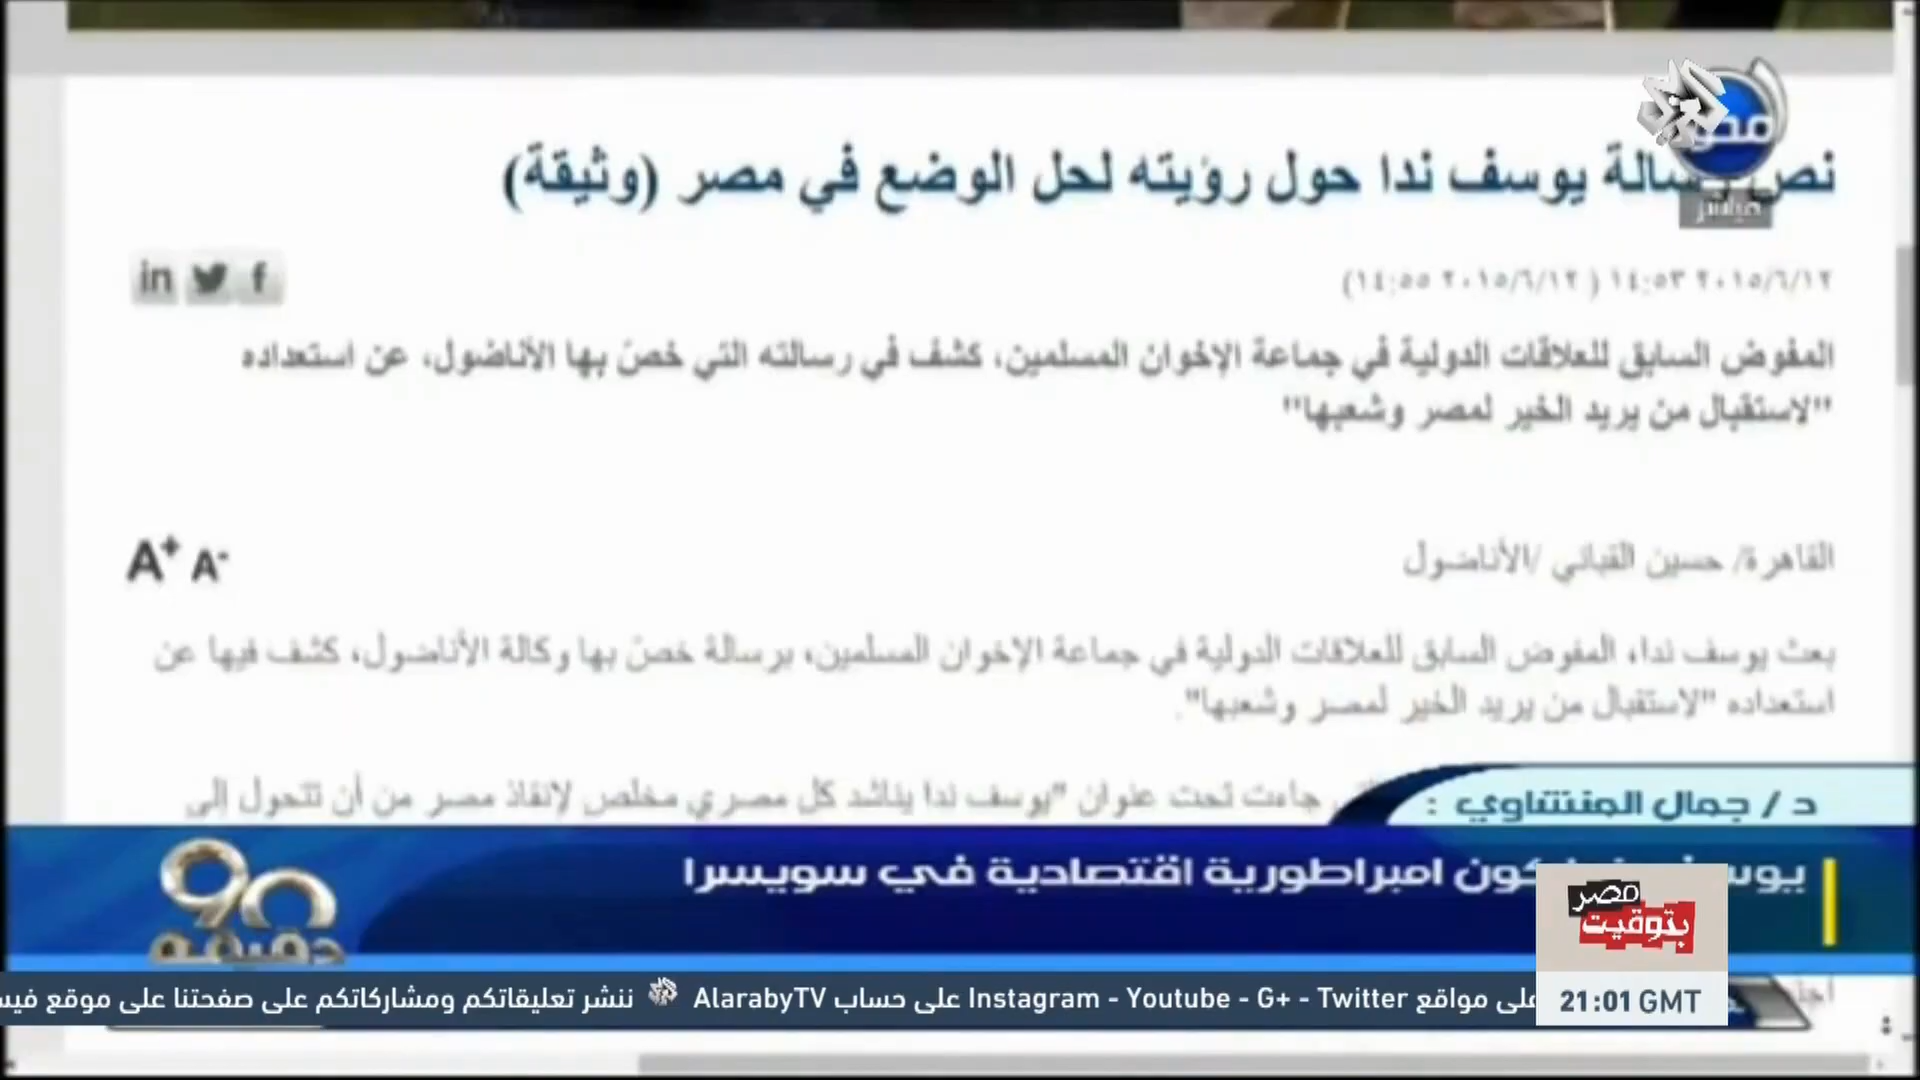 نص رسالة يوسف ندا حول رؤيته لحل الوضع في مصر (وثيقة)
مباشر
in f
٢٠١٥/٦/١٢ ١٤:٥٣ ( ٢٠١٥/٦/١٢ ١٤:٥٥)
المفوض السابق للعلاقات الدولية في جماعة الإخوان المسلمين، كشف في رسالته التي خصّ بها الأناضول، عن استعداده
"لاستقبال من يريد الخير لمصر وشعبها"
A+ A-
القاهرة/ حسين القباني /الأناضول
بعث يوسف ندا، المفوض السابق للعلاقات الدولية في جماعة الإخوان المسلمين، برسالة خصّ بها وكالة الأناضول، كشف فيها عن
استعداده "لاستقبال من يريد الخير لمصر وشعبها".
جاءت تحت عنوان "يوسف ندا يناشد كل مصري مخلص لإنقاذ مصر من أن تتحول إلى
د / جمال المنشاوي :
امبراطورية اقتصادية في سويسرا
90
دقيقة
مصر
بتوقيت
21:01 GMT
على مواقع Instagram - Youtube - G+ - Twitter على حساب AlarabyTV ننشر تعليقاتكم ومشاركاتكم على صفحتنا على موقع